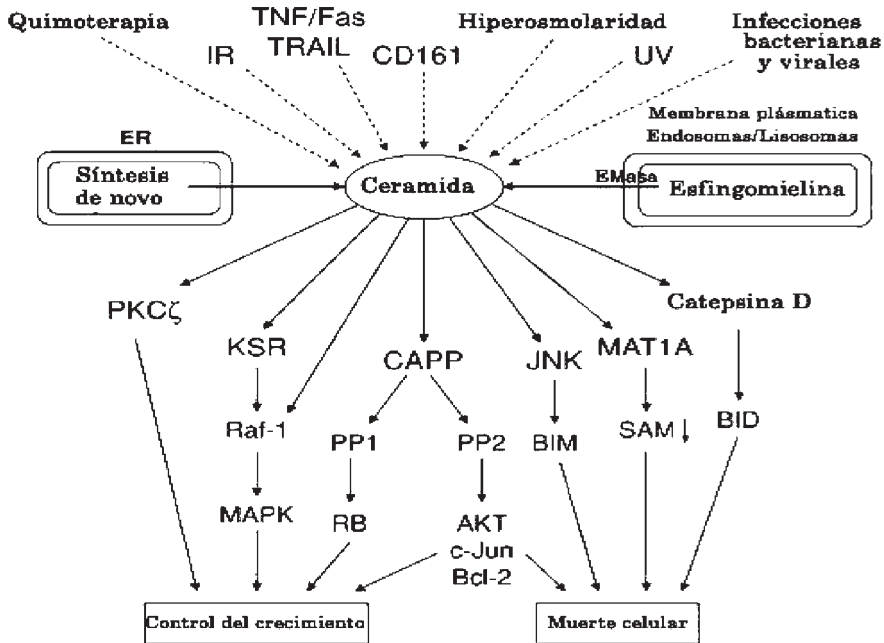 Quimoterapia
IR
TNF/Fas
TRAIL
CD161
Hiperosmolaridad
UV
Infecciones
bacterianas
y virales
Membrana plásmatica
Endosomas/Lisosomas
ER
Síntesis
de novo
Ceramida
EMasa
Esfingomielina
PKCζ
KSR
CAPP
JNK
MAT1A
Catepsina D
Raf-1
PP1
PP2
BIM
SAM↓
BID
MAPK
RB
AKT
c-Jun
Bcl-2
Control del crecimiento
Muerte celular